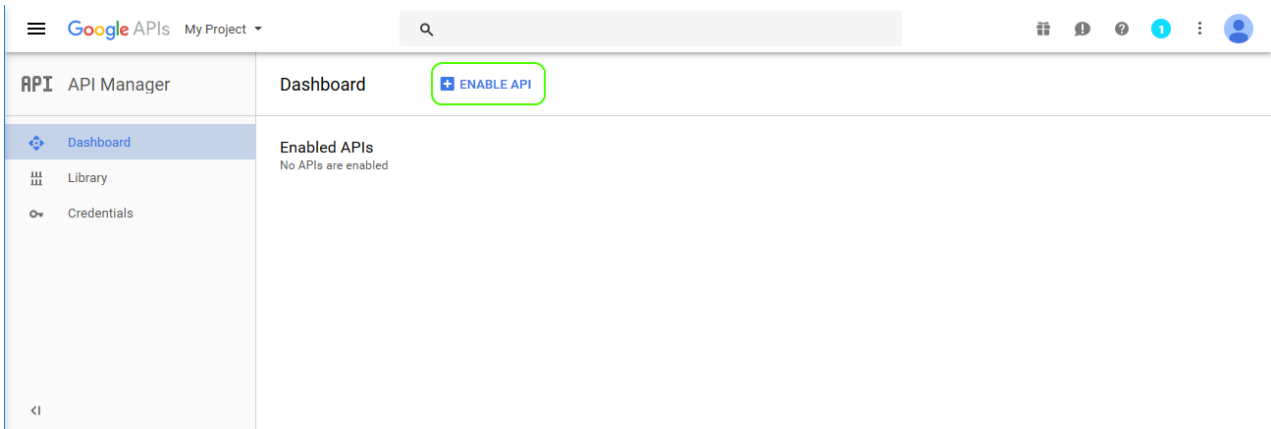 Google APIs My Project
1
API API Manager
Dashboard
ENABLE API
Dashboard
Library
Credentials
Enabled APIs
No APIs are enabled